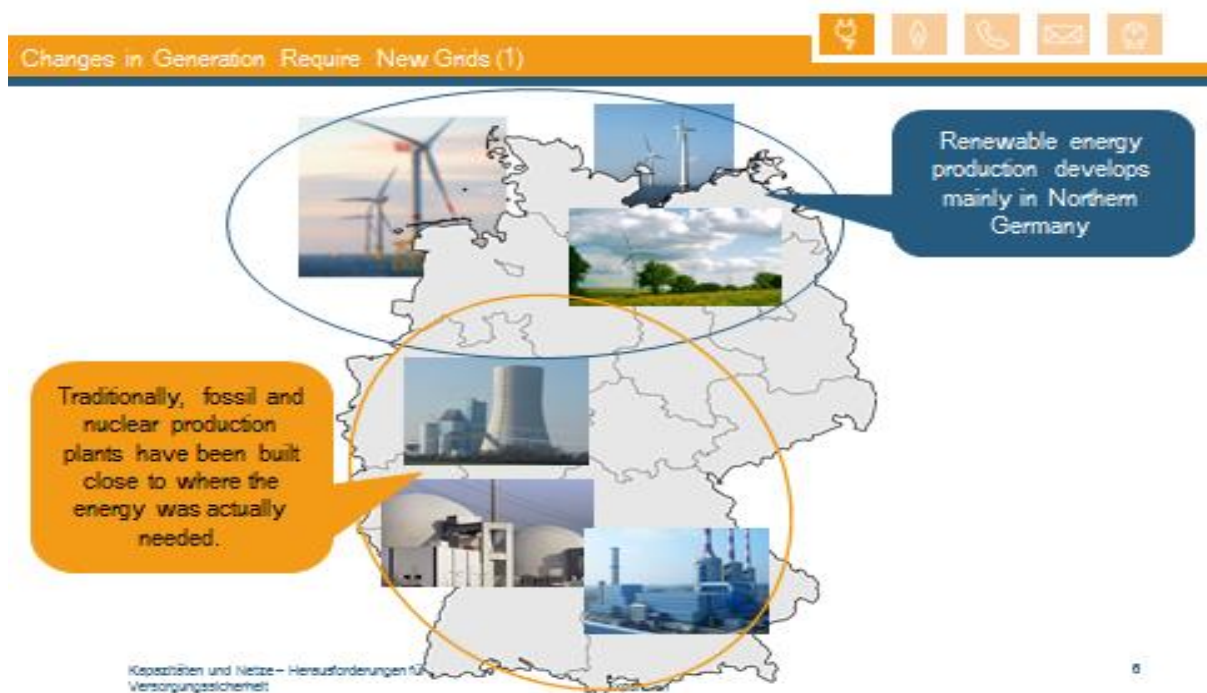 Changes in Generation Require New Grids (1)
Renewable energy
production develops
mainly in Northern
Germany
Traditionally, fossil and
nuclear production
plants have been built
close to where the
energy was actually
needed.
Kapazitäten und Netze – Herausforderungen für
Versorgungssicherheit
6